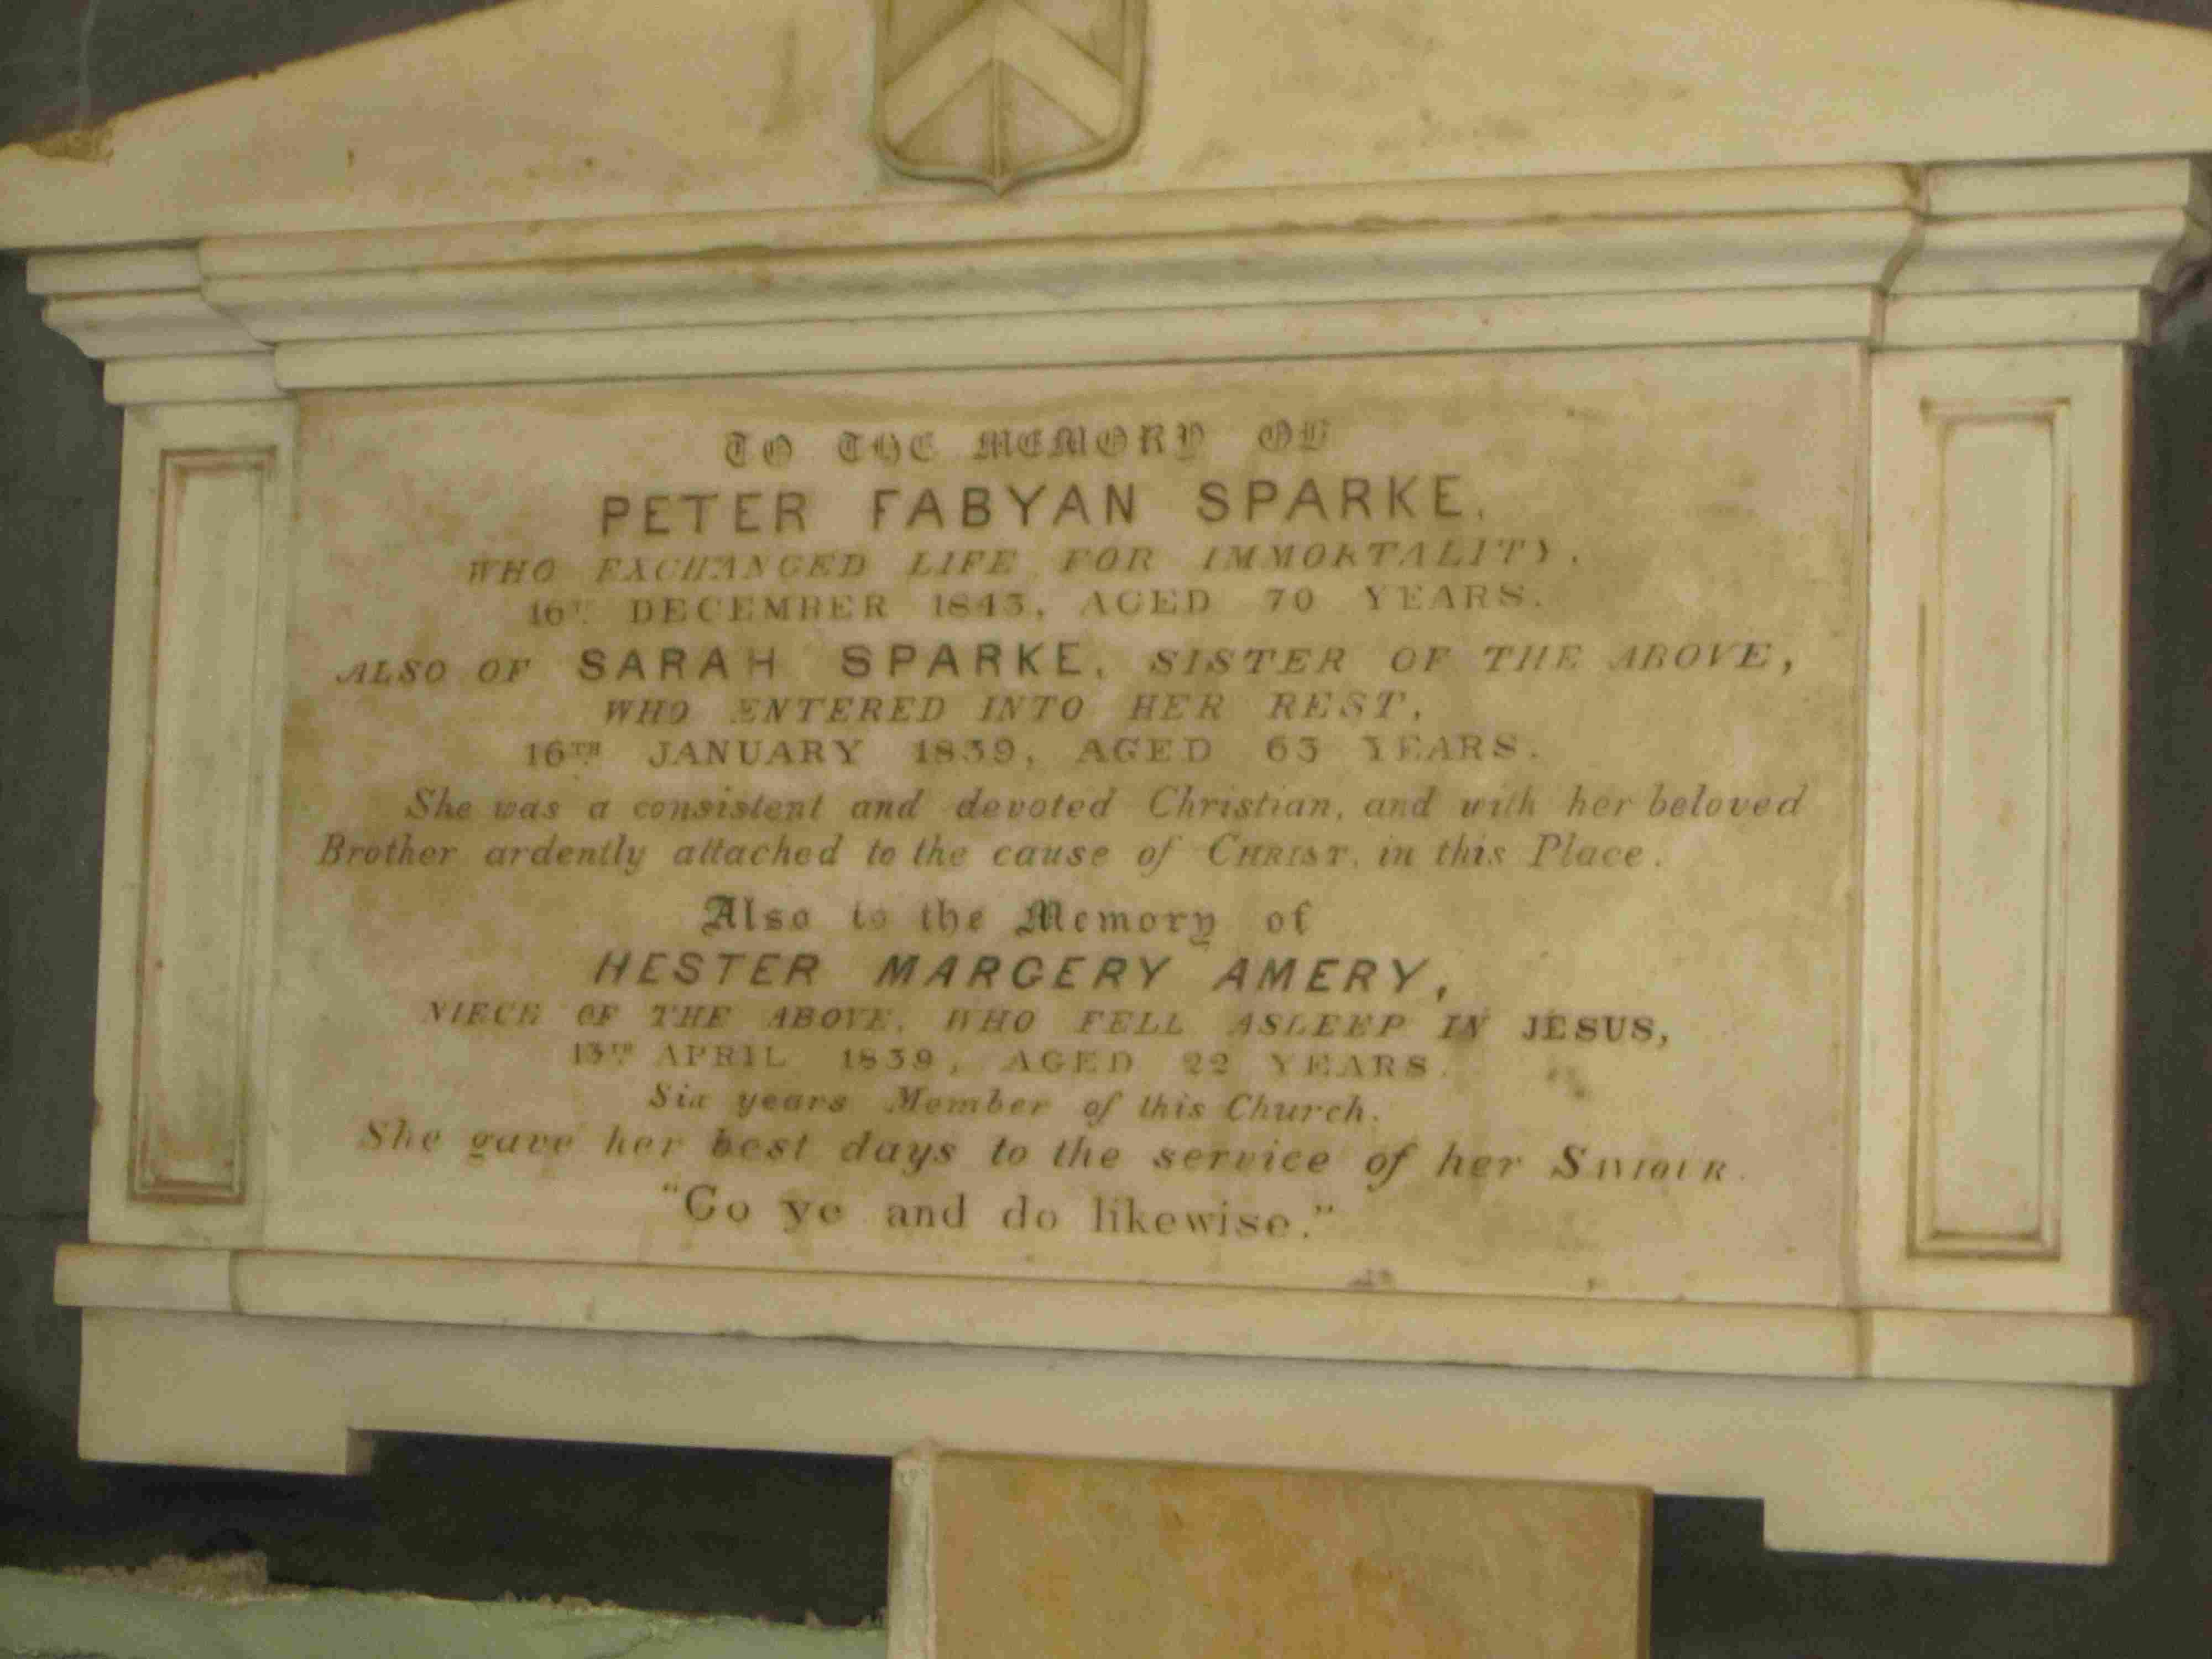 TO THE MEMORY OF
PETER FABYAN SPARKE,
WHO EXCHANGED LIFE FOR IMMORTALITY,
16TH DECEMBER 1843, AGED 70 YEARS.
ALSO OF SARAH SPARKE, SISTER OF THE ABOVE,
WHO ENTERED INTO HER REST,
16TH JANUARY 1839, AGED 63 YEARS.
She was a consistent and devoted Christian, and with her beloved
Brother ardently attached to the cause of CHRIST, in this Place.
Also to the Memory of
HESTER MARGERY AMERY,
NIECE OF THE ABOVE, WHO FELL ASLEEP IN JESUS,
13TH APRIL 1839, AGED 22 YEARS.
Six years Member of this Church.
She gave her best days to the service of her SAVIOUR.
"Go ye and do likewise."